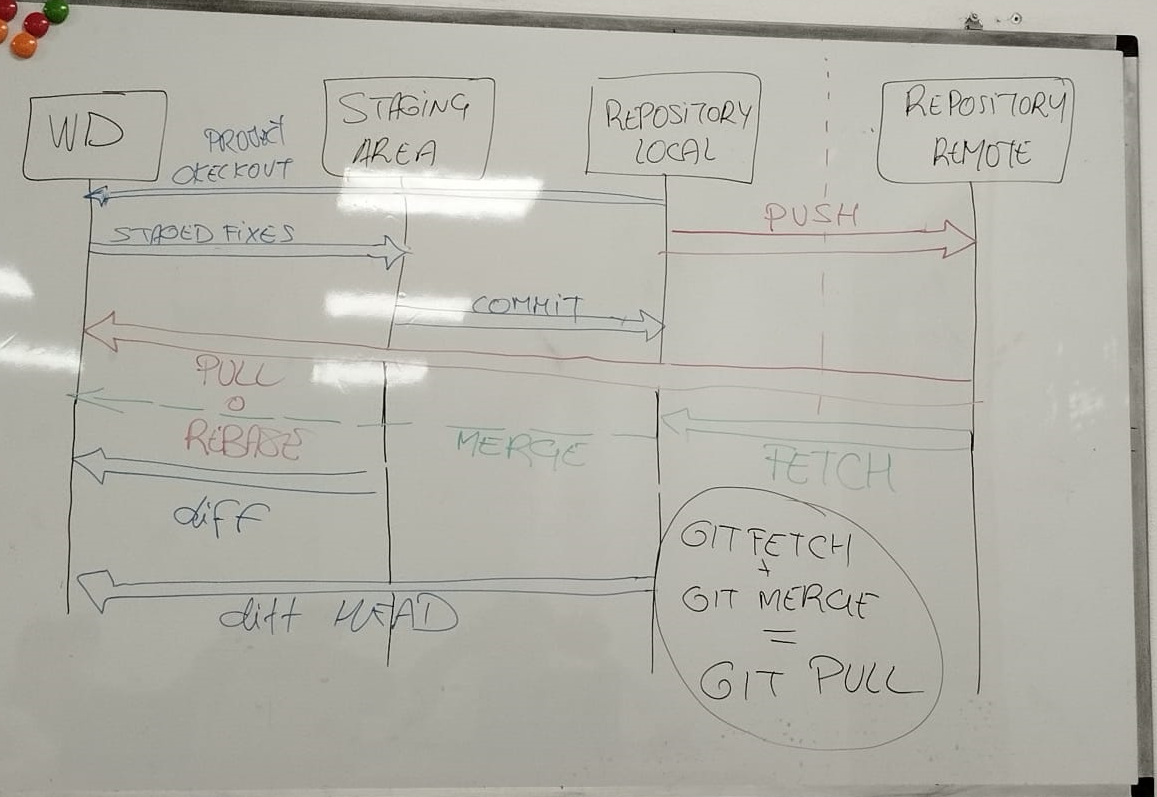 WD
STAGING
AREA
REPOSITORY
LOCAL
REPOSITORY
REMOTE
PROJECT
CHECKOUT
PUSH
STAGED FIXES
COMMIT
PULL
O
REBASE
MERGE
FETCH
diff
diff HEAD
GIT FETCH
+
GIT MERGE
=
GIT PULL